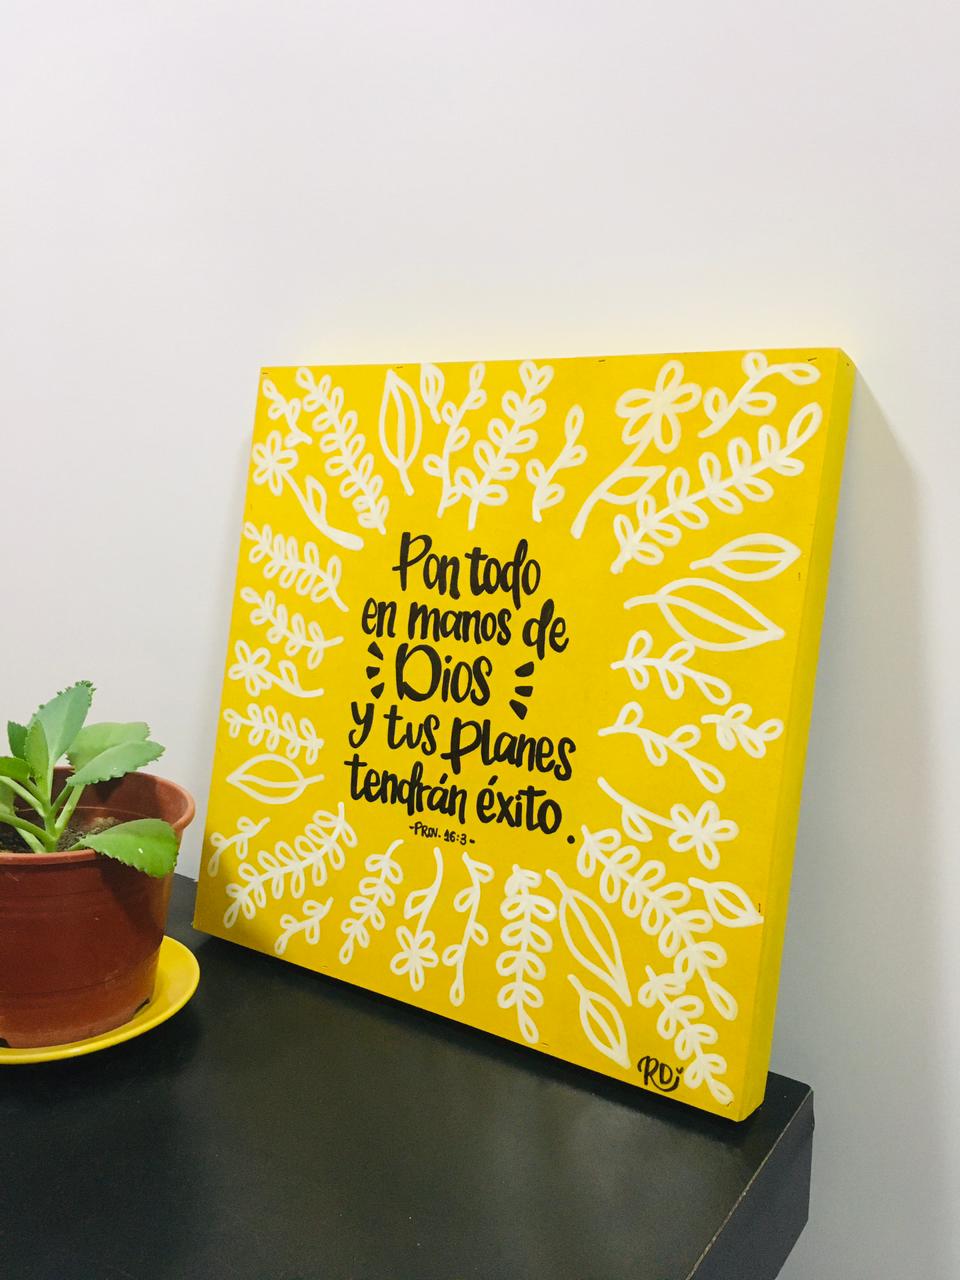 Pon todo
en manos de
Dios
y tus planes
tendrán éxito.
-PROV. 16:3-
RD